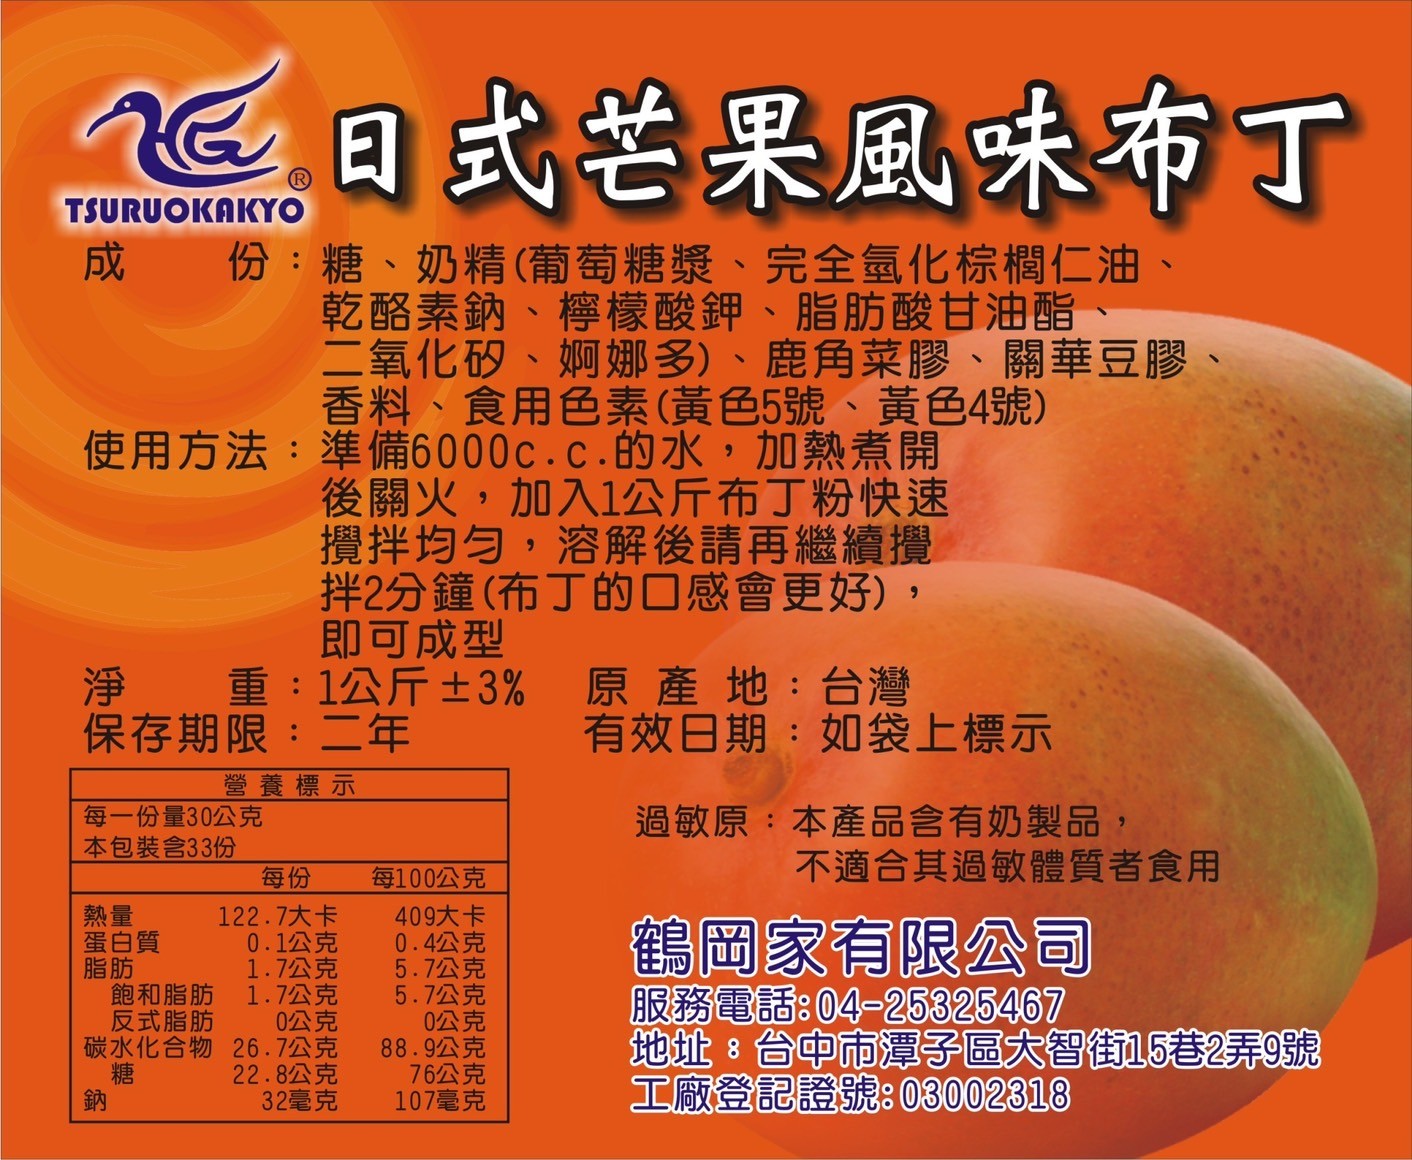 TSURUOKAKYO®
日式芒果風味布丁
成份：糖、奶精(葡萄糖漿、完全氫化棕櫚仁油、
乾酪素鈉、檸檬酸鉀、脂肪酸甘油酯、
二氧化矽、婀娜多)、鹿角菜膠、關華豆膠、
香料、食用色素(黃色5號、黃色4號)
使用方法：準備6000c.c.的水，加熱煮開
後關火，加入1公斤布丁粉快速
攪拌均勻，溶解後請再繼續攪
拌2分鐘(布丁的口感會更好)，
即可成型
淨重：1公斤±3% 原產地：台灣
保存期限：二年 有效日期：如袋上標示
營養標示
每一份量30公克
本包裝含33份
每份 每100公克
熱量 122.7大卡 409大卡
蛋白質 0.1公克 0.4公克
脂肪 1.7公克 5.7公克
飽和脂肪 1.7公克 5.7公克
反式脂肪 0公克 0公克
碳水化合物 26.7公克 88.9公克
糖 22.8公克 76公克
鈉 32毫克 107毫克
過敏原：本產品含有奶製品，
不適合其過敏體質者食用
鶴岡家有限公司
服務電話:04-25325467
地址：台中市潭子區大智街15巷2弄9號
工廠登記證號:03002318